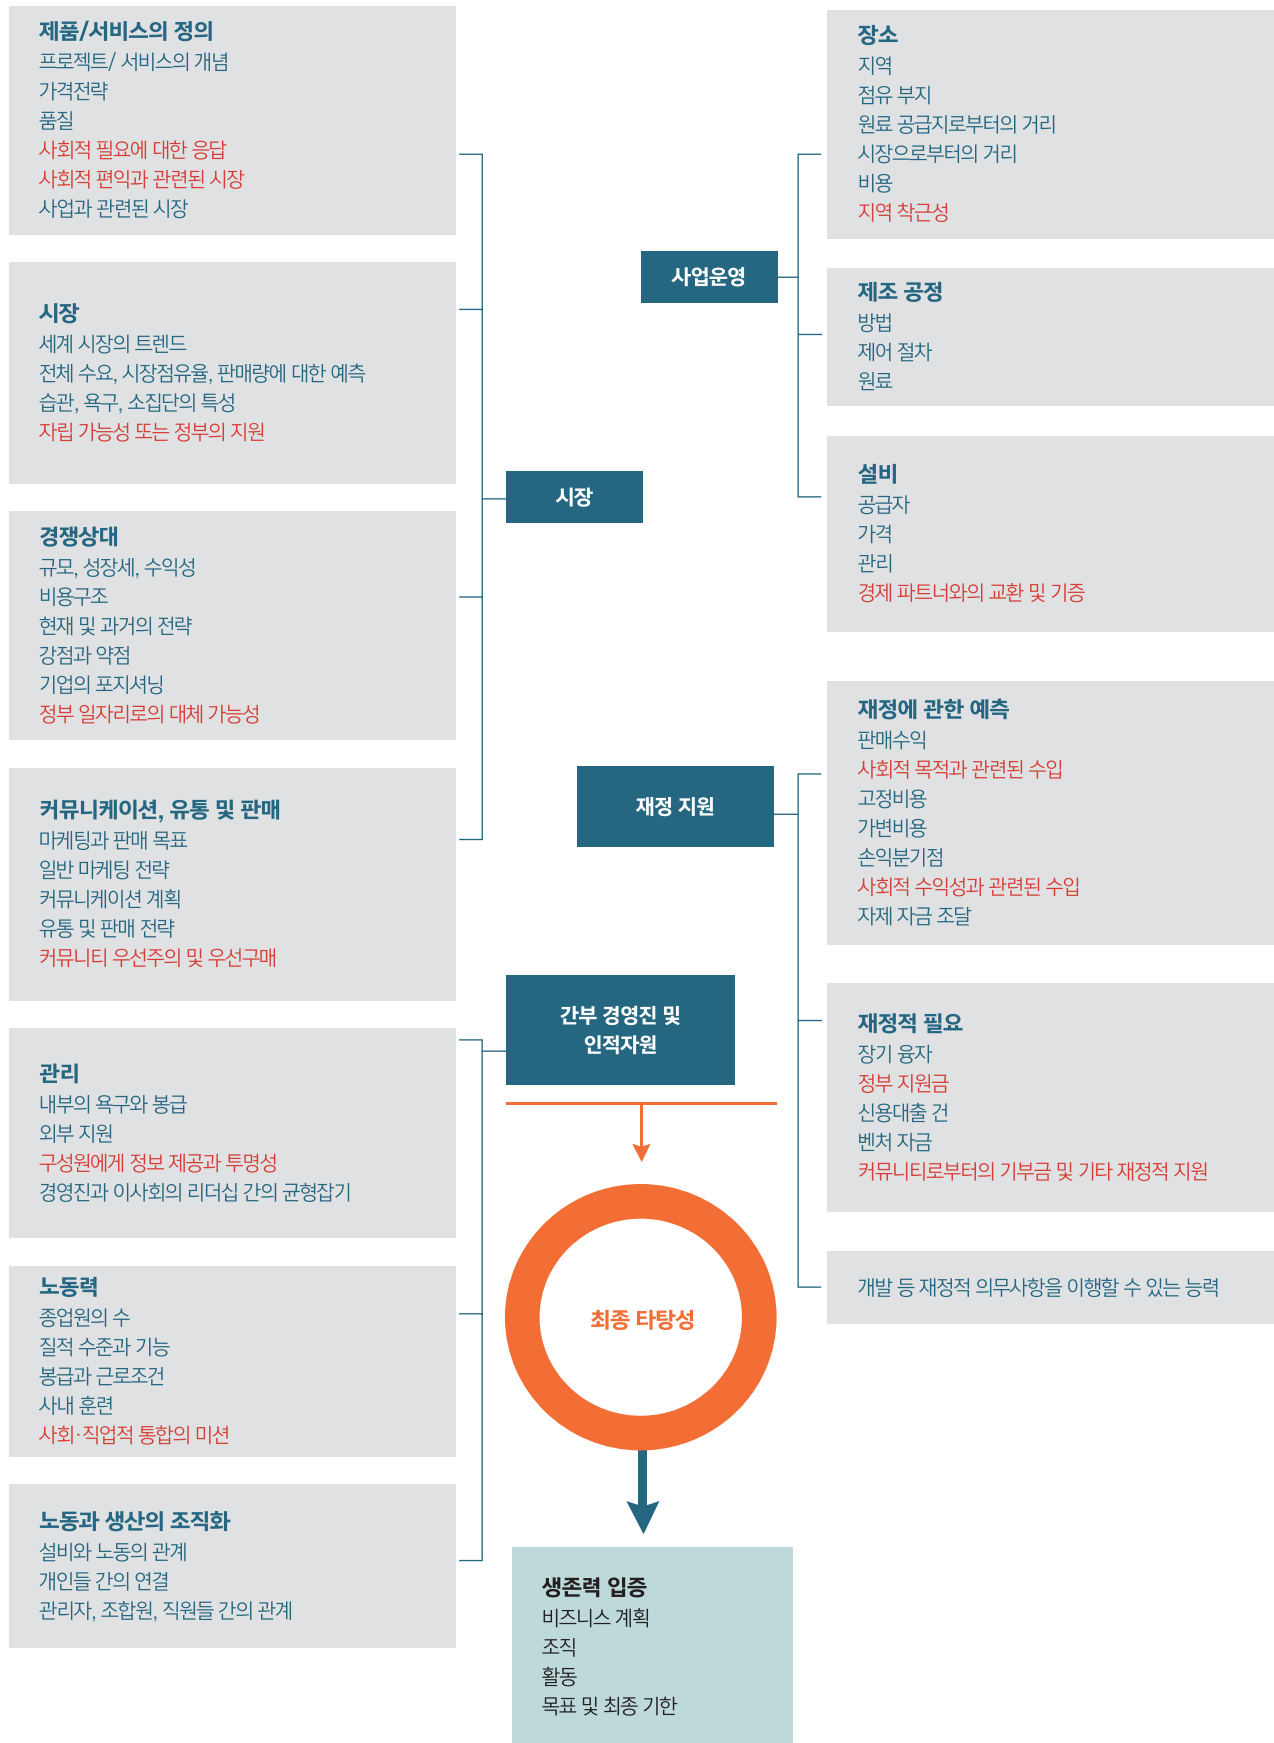 제품/서비스의 정의
프로젝트/ 서비스의 개념
가격전략
품질
사회적 필요에 대한 응답
사회적 편익과 관련된 시장
사업과 관련된 시장
시장
세계 시장의 트렌드
전체 수요, 시장점유율, 판매량에 대한 예측
습관, 욕구, 소집단의 특성
자립 가능성 또는 정부의 지원
경쟁상대
규모, 성장세, 수익성
비용구조
현재 및 과거의 전략
강점과 약점
기업의 포지셔닝
정부 일자리로의 대체 가능성
커뮤니케이션, 유통 및 판매
마케팅과 판매 목표
일반 마케팅 전략
커뮤니케이션 계획
유통 및 판매 전략
커뮤니티 우선주의 및 우선구매
관리
내부의 욕구와 봉급
외부 지원
구성원에게 정보 제공과 투명성
경영진과 이사회의 리더십 간의 균형잡기
노동력
종업원의 수
질적 수준과 기능
봉급과 근로조건
사내 훈련
사회·직업적 통합의 미션
노동과 생산의 조직화
설비와 노동의 관계
개인들 간의 연결
관리자, 조합원, 직원들 간의 관계
사업운영
시장
재정 지원
간부 경영진 및
인적자원
최종 타탕성
생존력 입증
비즈니스 계획
조직
활동
목표 및 최종 기한
장소
지역
점유 부지
원료 공급지로부터의 거리
시장으로부터의 거리
비용
지역 착근성
제조 공정
방법
제어 절차
원료
설비
공급자
가격
관리
경제 파트너와의 교환 및 기증
재정에 관한 예측
판매수익
사회적 목적과 관련된 수입
고정비용
가변비용
손익분기점
사회적 수익성과 관련된 수입
자제 자금 조달
재정적 필요
장기 융자
정부 지원금
신용대출 건
벤처 자금
커뮤니티로부터의 기부금 및 기타 재정적 지원
개발 등 재정적 의무사항을 이행할 수 있는 능력